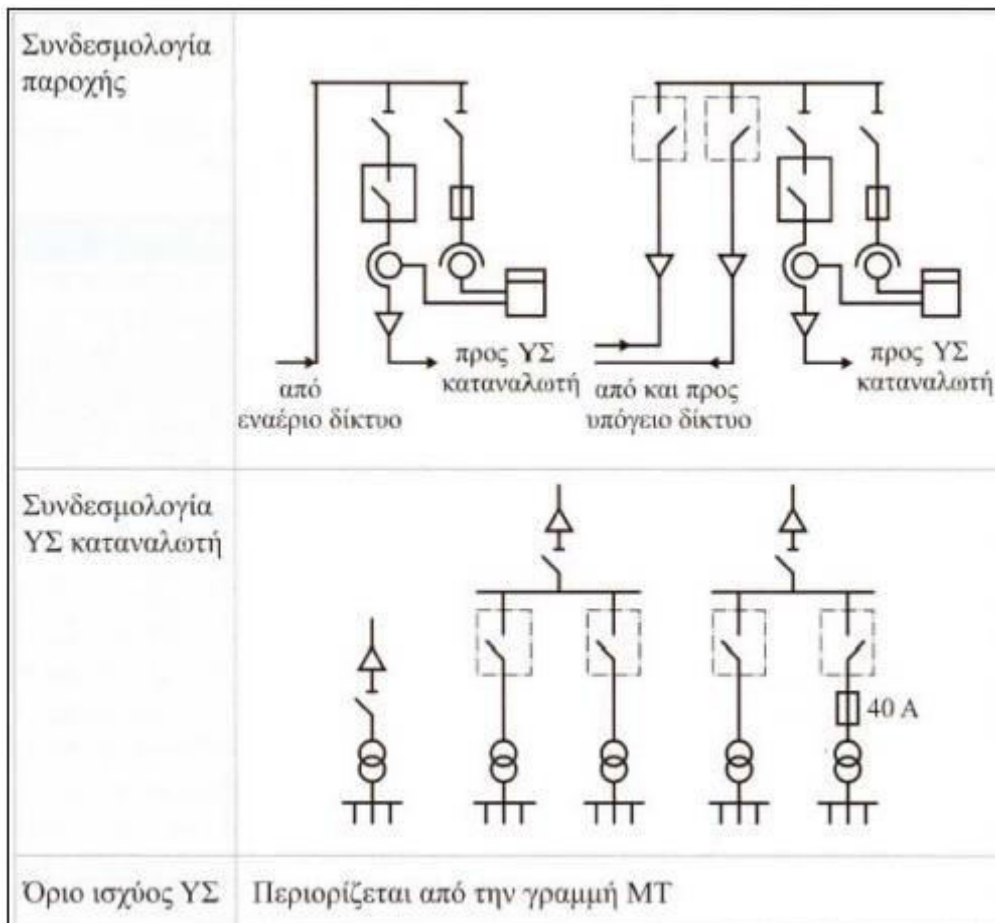 Συνδεσμολογία
παροχής
από
εναέριο δίκτυο
προς ΥΣ
καταναλωτή
από και προς
υπόγειο δίκτυο
προς ΥΣ
καταναλωτή
Συνδεσμολογία
ΥΣ καταναλωτή
40 A
Όριο ισχύος ΥΣ
Περιορίζεται από την γραμμή ΜΤ